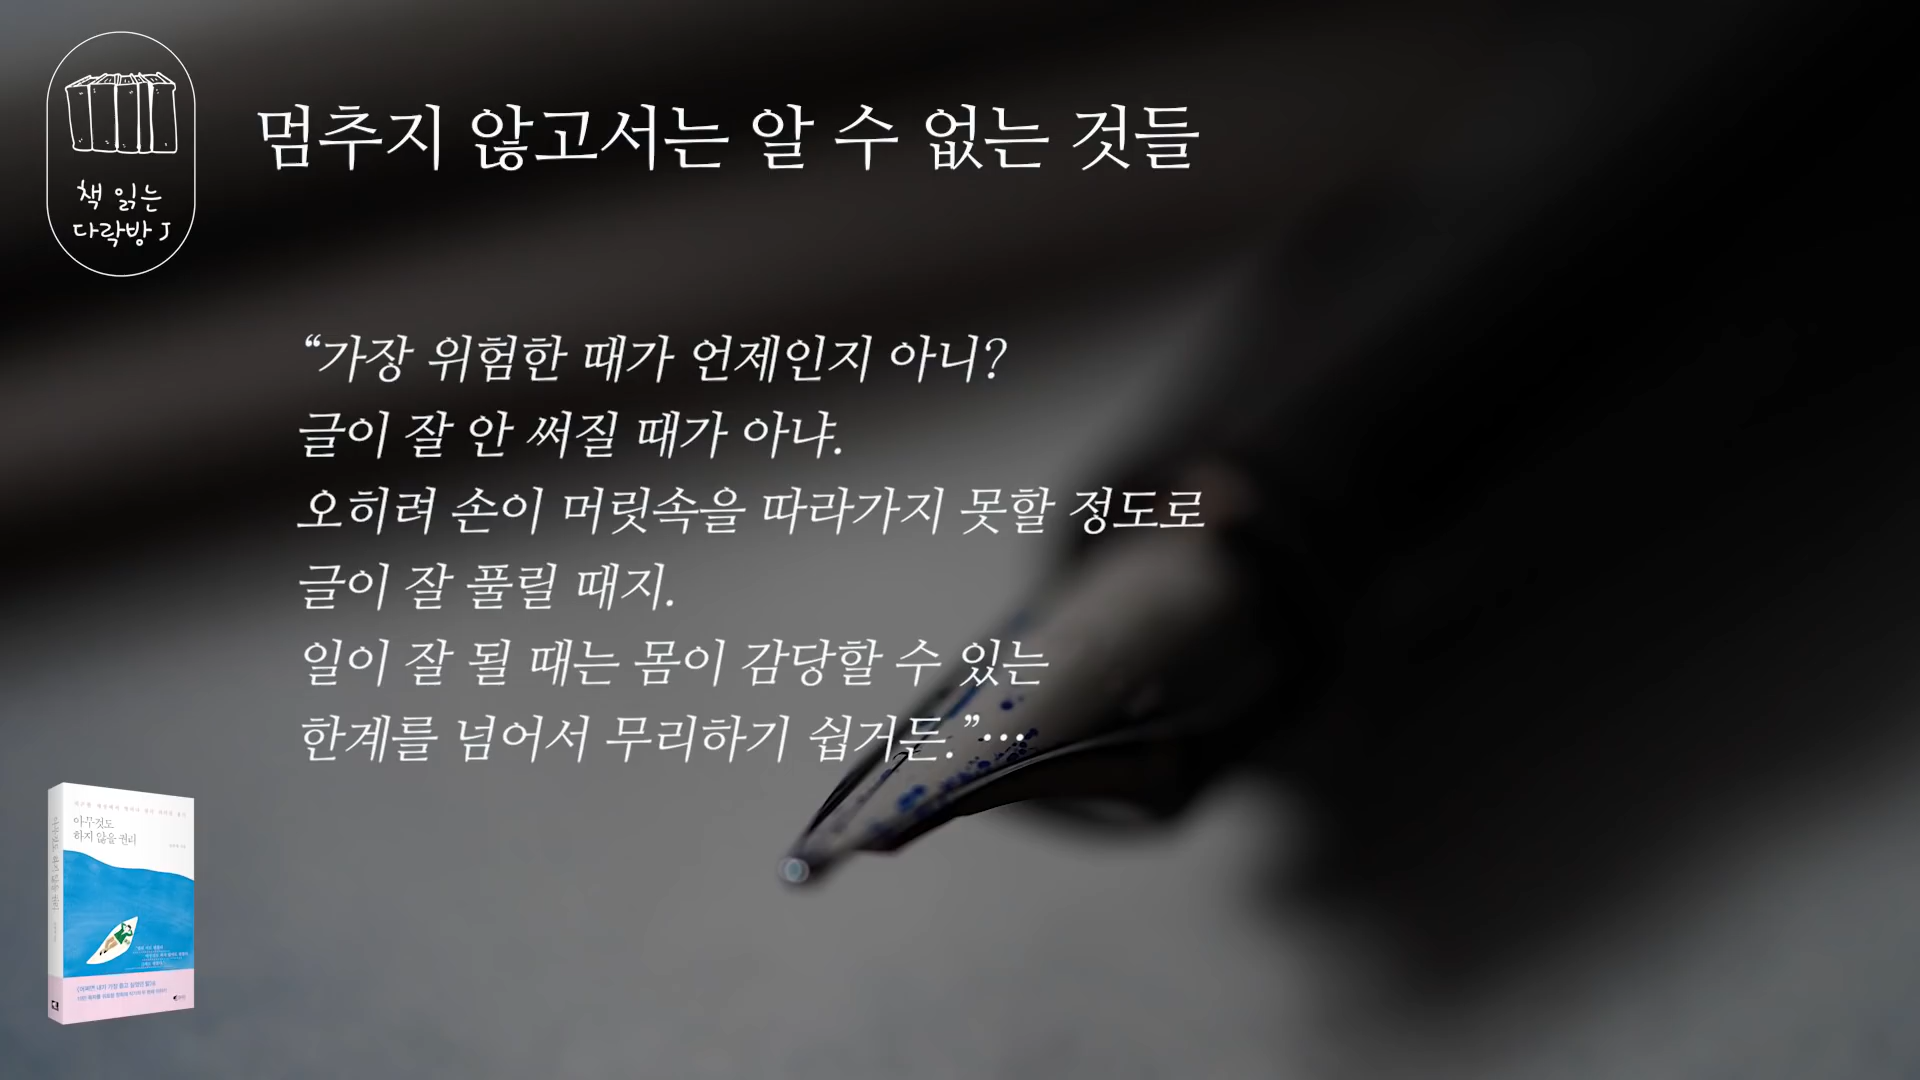 책 읽는
다락방 J
멈추지 않고서는 알 수 없는 것들
“가장 위험한 때가 언제인지 아니?
글이 잘 안 써질 때가 아냐.
오히려 손이 머릿속을 따라가지 못할 정도로
글이 잘 풀릴 때지.
일이 잘 될 때는 몸이 감당할 수 있는
한계를 넘어서 무리하기 쉽거든.”…
아무것도
하지 않을 권리